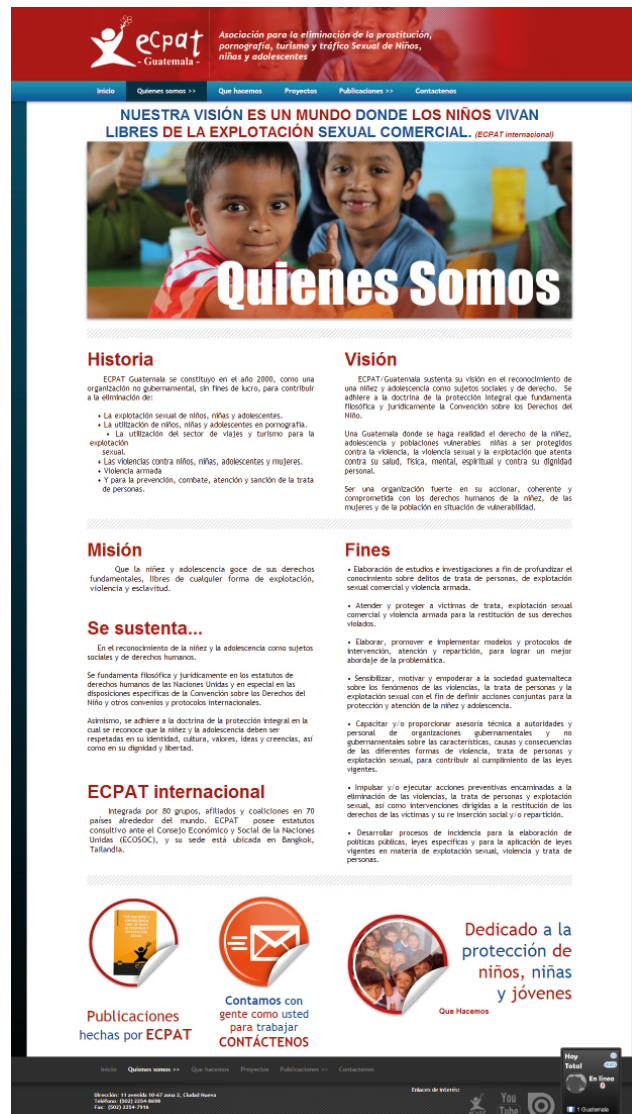 ecpat
- Guatemala -
Asociación para la eliminación de la prostitución,
pornografía, turismo y tráfico Sexual de Niños,
niñas y adolescentes
Inicio Quienes somos >> Que hacemos Proyectos Publicaciones >> Contactenos
NUESTRA VISIÓN ES UN MUNDO DONDE LOS NIÑOS VIVAN
LIBRES DE LA EXPLOTACIÓN SEXUAL COMERCIAL. (ECPAT internacional)
Quienes Somos
Historia
ECPAT Guatemala se constituyo en el año 2000, como una
organización no gubernamental, sin fines de lucro, para contribuir
a la eliminación de:
• La explotación sexual de niños, niñas y adolescentes.
• La utilización de niños, niñas y adolescentes en pornografía.
• La utilización del sector de viajes y turismo para la
explotación
sexual.
• Las violencias contra niños, niñas, adolescentes y mujeres.
• Violencia armada
• Y para la prevención, combate, atención y sanción de la trata
de personas.
Visión
ECPAT/Guatemala sustenta su visión en el reconocimiento de
una niñez y adolescencia como sujetos sociales y de derecho. Se
adhiere a la doctrina de la protección integral que fundamenta
filosófica y jurídicamente la Convención sobre los Derechos del
Niño.
Una Guatemala donde se haga realidad el derecho de la niñez,
adolescencia y poblaciones vulnerables niñas a ser protegidos
contra la violencia, la violencia sexual y la explotación que atenta
contra su salud, física, mental, espiritual y contra su dignidad
personal.
Ser una organización fuerte en su accionar, coherente y
comprometida con los derechos humanos de la niñez, de las
mujeres y de la población en situación de vulnerabilidad.
Misión
Que la niñez y adolescencia goce de sus derechos
fundamentales, libres de cualquier forma de explotación,
violencia y esclavitud.
Se sustenta...
En el reconocimiento de la niñez y la adolescencia como sujetos
sociales y de derechos humanos.
Se fundamenta filosófica y jurídicamente en los estatutos de
derechos humanos de las Naciones Unidas y en especial en las
disposiciones específicas de la Convención sobre los Derechos del
Niño y otros convenios y protocolos internacionales.
Asimismo, se adhiere a la doctrina de la protección integral en la
cual se reconoce que la niñez y la adolescencia deben ser
respetadas en su identidad, cultura, valores, ideas y creencias, así
como en su dignidad y libertad.
ECPAT internacional
Integrada por 80 grupos, afiliados y coaliciones en 70
países alrededor del mundo. ECPAT posee estatutos
consultivo ante el Consejo Económico y Social de la Naciones
Unidas (ECOSOC), y su sede está ubicada en Bangkok,
Tailandia.
Fines
• Elaboración de estudios e investigaciones a fin de profundizar el
conocimiento sobre delitos de trata de personas, de explotación
sexual comercial y violencia armada.
• Atender y proteger a víctimas de trata, explotación sexual
comercial y violencia armada para la restitución de sus derechos
violados.
• Elaborar, promover e implementar modelos y protocolos de
intervención, atención y repartición, para lograr un mejor
abordaje de la problemática.
• Sensibilizar, motivar y empoderar a la sociedad guatemalteca
sobre los fenómenos de las violencias, la trata de personas y la
explotación sexual con el fin de definir acciones conjuntas para la
protección y atención de la niñez y adolescencia.
• Capacitar y/o proporcionar asesoría técnica a autoridades y
personal de organizaciones gubernamentales y no
gubernamentales sobre las características, causas y consecuencias
de las diferentes formas de violencia, trata de personas y
explotación sexual, para contribuir al cumplimiento de las leyes
vigentes.
• Impulsar y/o ejecutar acciones preventivas encaminadas a la
eliminación de las violencias, la trata de personas y explotación
sexual, así como intervenciones dirigidas a la restitución de los
derechos de las víctimas y su re inserción social y/o repartición.
• Desarrollar procesos de incidencia para la elaboración de
políticas públicas, leyes específicas y para la aplicación de leyes
vigentes en materia de explotación sexual, violencia y trata de
personas.
Publicaciones
hechas por ECPAT
Contamos con
gente como usted
para trabajar
CONTÁCTENOS
Dedicado a la
protección de
niños, niñas
y jóvenes
Que Hacemos
Inicio Quienes somos >> Que hacemos Proyectos Publicaciones >> Contactenos
Dirección: 11 avenida 10-67 zona 2, Ciudad Nueva
Teléfono: (502) 2254-8698
Fax: (502) 2254-7916
Enlaces de interés:
You
Tube
Hoy
Total
En línea
1 Guatemala